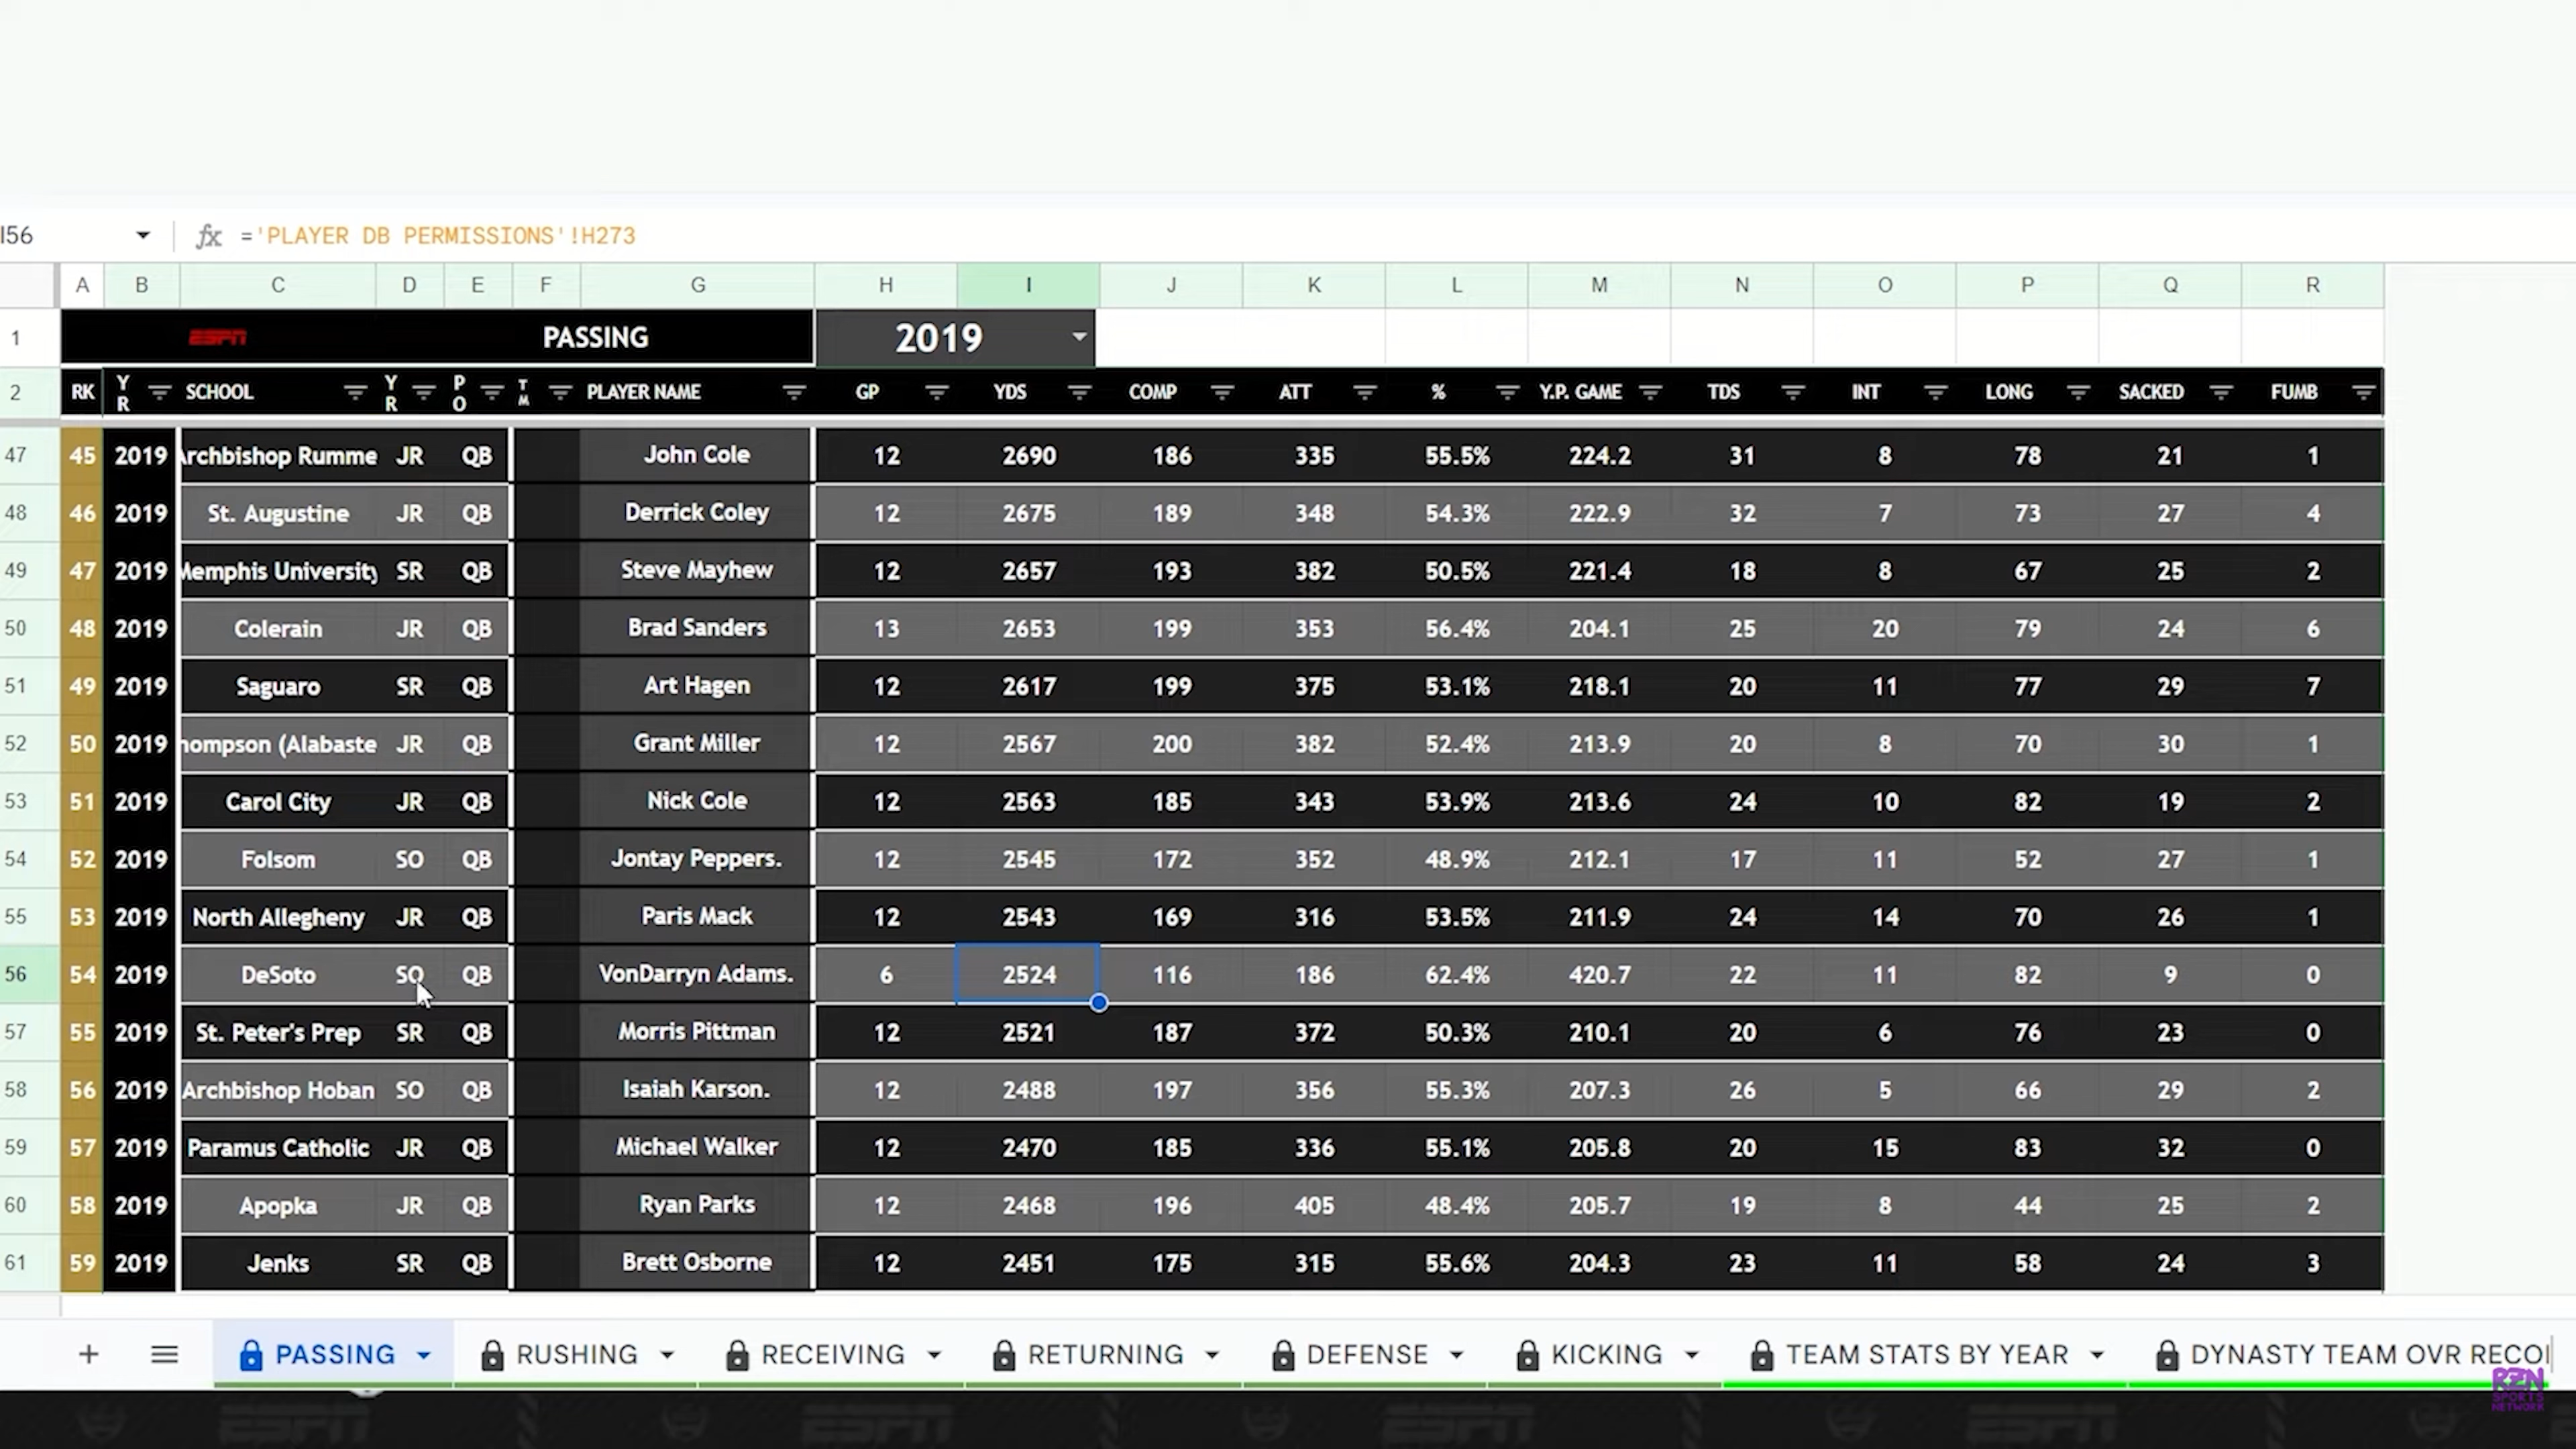 I56 fx ='PLAYER DB PERMISSIONS'!H273
A B C D E F G H I J K L M N O P Q R
1 ESPN PASSING 2019
2 RK YR SCHOOL YR PO TM PLAYER NAME GP YDS COMP ATT % Y.P. GAME TDS INT LONG SACKED FUMB
47 45 2019 Archbishop Rumme JR QB John Cole 12 2690 186 335 55.5% 224.2 31 8 78 21 1
48 46 2019 St. Augustine JR QB Derrick Coley 12 2675 189 348 54.3% 222.9 32 7 73 27 4
49 47 2019 Memphis University SR QB Steve Mayhew 12 2657 193 382 50.5% 221.4 18 8 67 25 2
50 48 2019 Colerain JR QB Brad Sanders 13 2653 199 353 56.4% 204.1 25 20 79 24 6
51 49 2019 Saguaro SR QB Art Hagen 12 2617 199 375 53.1% 218.1 20 11 77 29 7
52 50 2019 hompson (Alabaste JR QB Grant Miller 12 2567 200 382 52.4% 213.9 20 8 70 30 1
53 51 2019 Carol City JR QB Nick Cole 12 2563 185 343 53.9% 213.6 24 10 82 19 2
54 52 2019 Folsom SO QB Jontay Peppers. 12 2545 172 352 48.9% 212.1 17 11 52 27 1
55 53 2019 North Allegheny JR QB Paris Mack 12 2543 169 316 53.5% 211.9 24 14 70 26 1
56 54 2019 DeSoto SO QB VonDarryn Adams. 6 2524 116 186 62.4% 420.7 22 11 82 9 0
57 55 2019 St. Peter's Prep SR QB Morris Pittman 12 2521 187 372 50.3% 210.1 20 6 76 23 0
58 56 2019 Archbishop Hoban SO QB Isaiah Karson. 12 2488 197 356 55.3% 207.3 26 5 66 29 2
59 57 2019 Paramus Catholic JR QB Michael Walker 12 2470 185 336 55.1% 205.8 20 15 83 32 0
60 58 2019 Apopka JR QB Ryan Parks 12 2468 196 405 48.4% 205.7 19 8 44 25 2
61 59 2019 Jenks SR QB Brett Osborne 12 2451 175 315 55.6% 204.3 23 11 58 24 3
+ PASSING RUSHING RECEIVING RETURNING DEFENSE KICKING TEAM STATS BY YEAR DYNASTY TEAM OVR RECO
RZN
SPORTS
NETWORK
ESPN ESPN ESPN ESPN